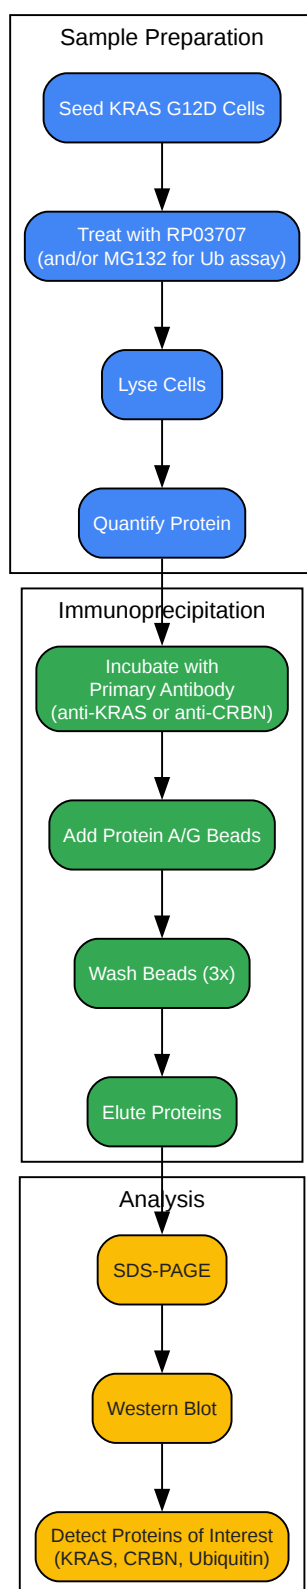 Sample Preparation
Seed KRAS G12D Cells
Treat with RP03707
(and/or MG132 for Ub assay)
Lyse Cells
Quantify Protein
Immunoprecipitation
Incubate with
Primary Antibody
(anti-KRAS or anti-CRBN)
Add Protein A/G Beads
Wash Beads (3x)
Elute Proteins
Analysis
SDS-PAGE
Western Blot
Detect Proteins of Interest
(KRAS, CRBN, Ubiquitin)